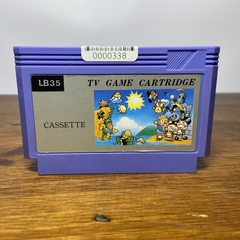 0000338
LB35 TV GAME CARTRIDGE
CASSETTE